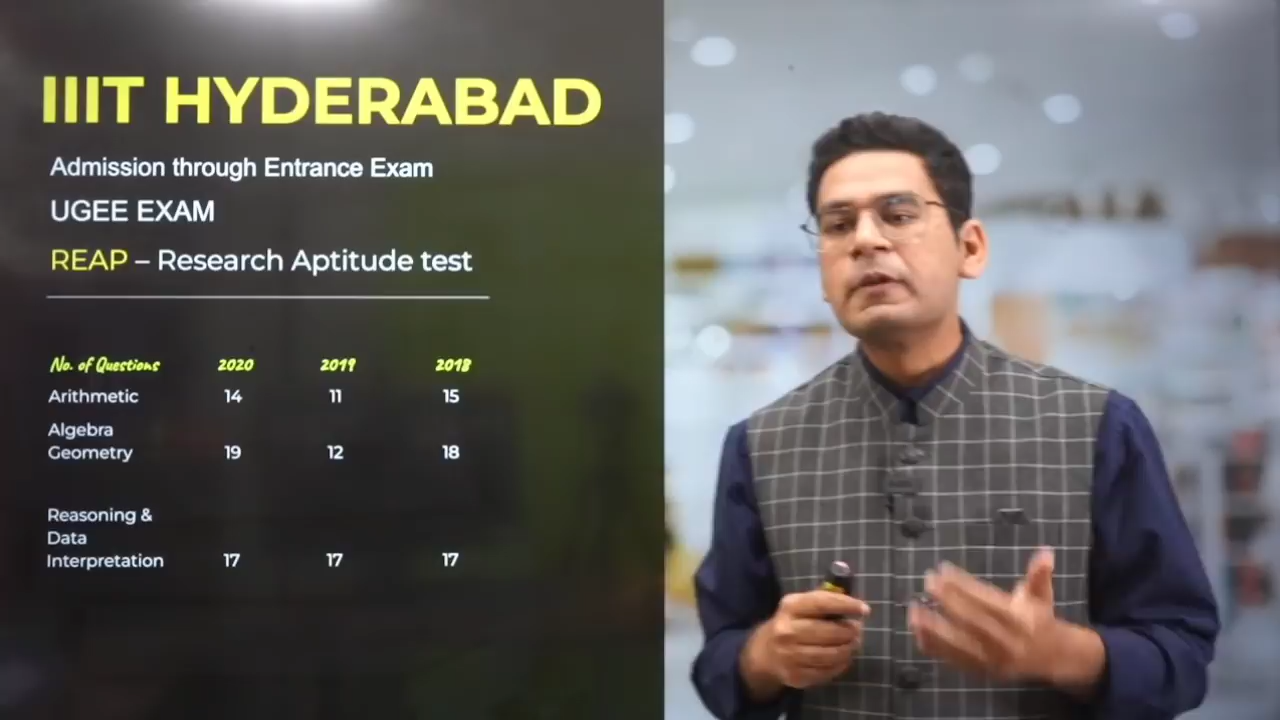 IIIT HYDERABAD
Admission through Entrance Exam
UGEE EXAM
REAP – Research Aptitude test
No. of Questions 2020 2019 2018
Arithmetic 14 11 15
Algebra
Geometry 19 12 18
Reasoning &
Data
Interpretation 17 17 17